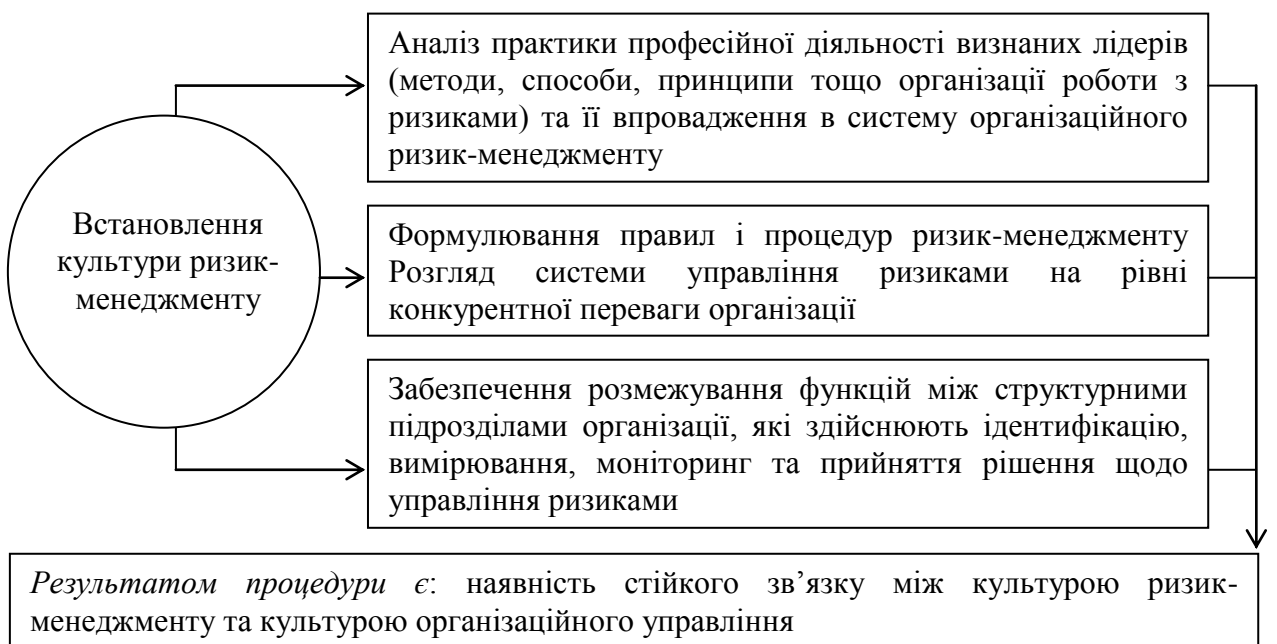 Аналіз практики професійної діяльності визнаних лідерів
(методи, способи, принципи тощо організації роботи з
ризиками) та її впровадження в систему організаційного
ризик-менеджменту
Встановлення
культури ризик-
менеджменту
Формулювання правил і процедур ризик-менеджменту
Розгляд системи управління ризиками на рівні
конкурентної переваги організації
Забезпечення розмежування функцій між структурними
підрозділами організації, які здійснюють ідентифікацію,
вимірювання, моніторинг та прийняття рішення щодо
управління ризиками
Результатом процедури є: наявність стійкого зв’язку між культурою ризик-
менеджменту та культурою організаційного управління